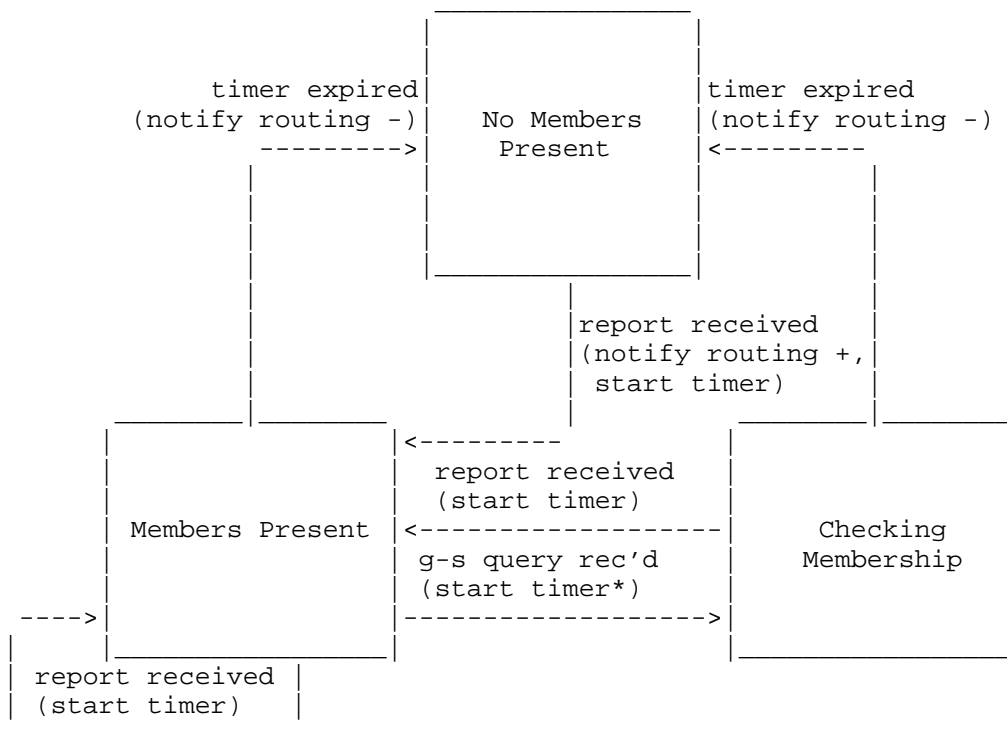 timer expired
(notify routing -)
No Members
Present
timer expired
(notify routing -)
report received
(notify routing +,
start timer)
report received
(start timer)
Members Present
Checking
Membership
g-s query rec'd
(start timer*)
report received
(start timer)